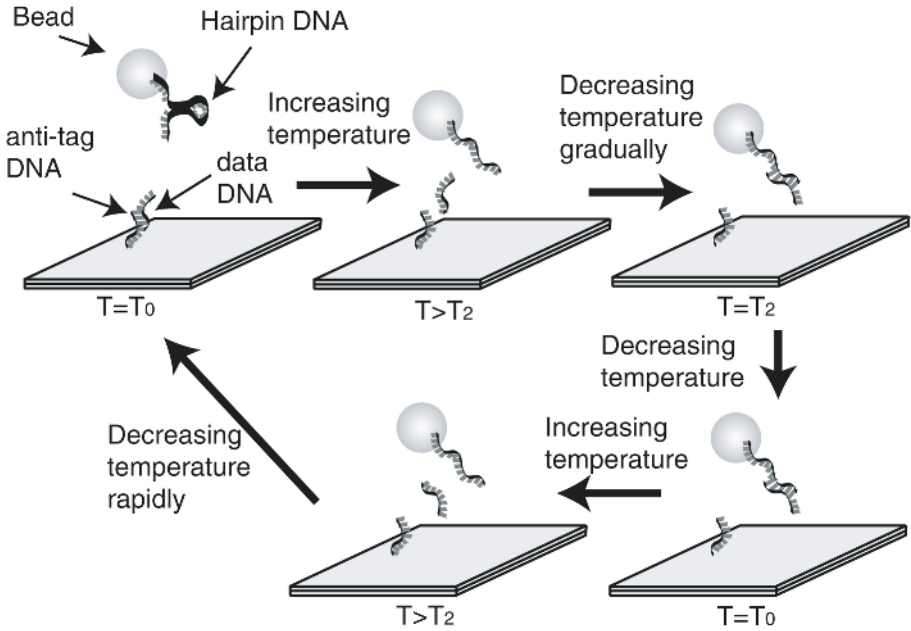 Bead
Hairpin DNA
anti-tag
DNA
data
DNA
T=T0
Increasing
temperature
T>T2
Decreasing
temperature
gradually
T=T2
Decreasing
temperature
T=T0
Increasing
temperature
T>T2
Decreasing
temperature
rapidly